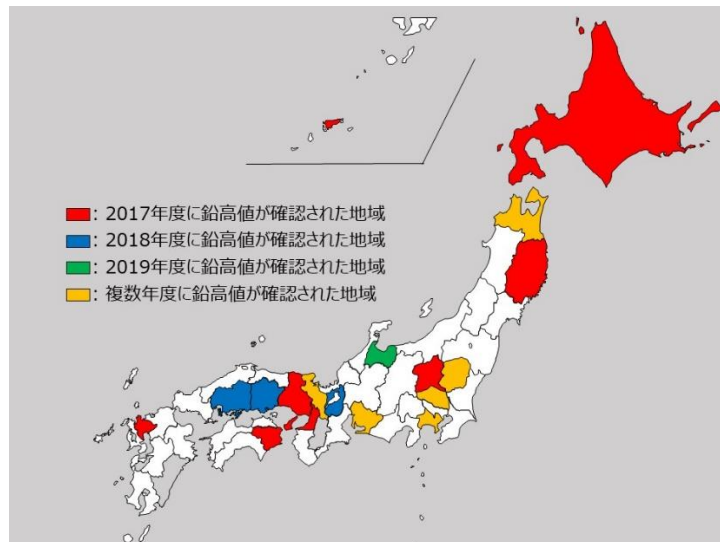 ：2017年度に鉛高値が確認された地域
：2018年度に鉛高値が確認された地域
：2019年度に鉛高値が確認された地域
：複数年度に鉛高値が確認された地域